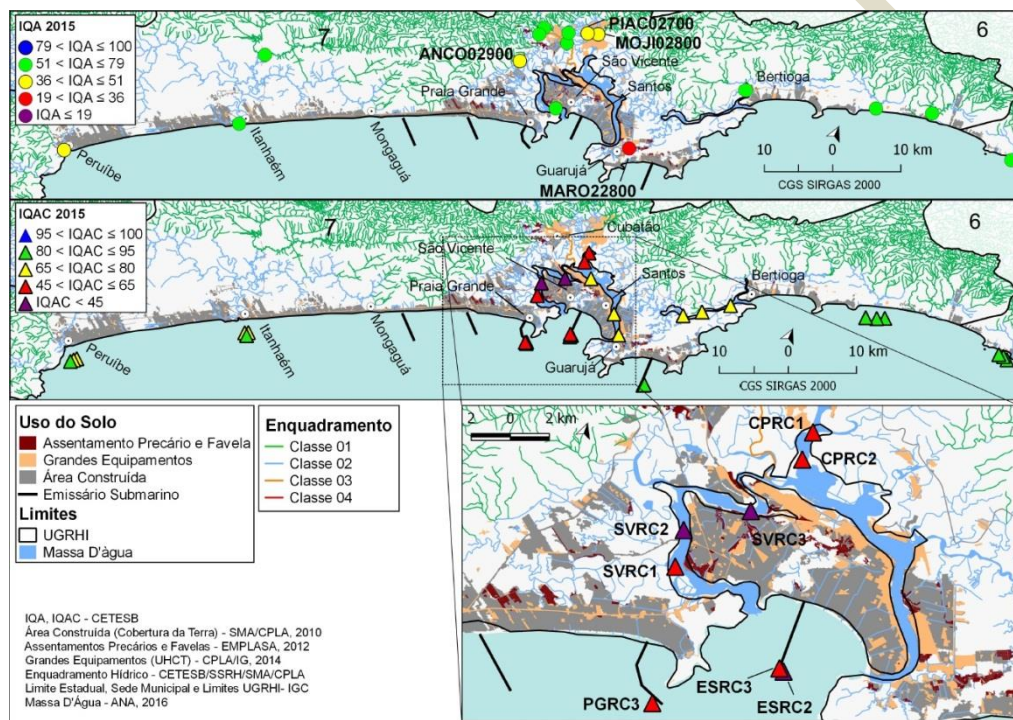 IQA 2015
79 < IQA ≤ 100
51 < IQA ≤ 79
36 < IQA ≤ 51
19 < IQA ≤ 36
IQA ≤ 19
7
6
PIAC02700
MOJI02800
ANCO02900
São Vicente
Praia Grande
Santos
Bertioga
Peruíbe
Itanhaém
Mongaguá
Guarujá
MARO22800
10 0 10 km
CGS SIRGAS 2000
IQAC 2015
95 < IQAC ≤ 100
80 < IQAC ≤ 95
65 < IQAC ≤ 80
45 < IQAC ≤ 65
IQAC < 45
7
6
Cubatão
São Vicente
Praia Grande
Santos
Bertioga
Peruíbe
Itanhaém
Mongaguá
Guarujá
10 0 10 km
CGS SIRGAS 2000
Uso do Solo
Assentamento Precário e Favela
Grandes Equipamentos
Área Construída
Emissário Submarino
Limites
UGRHI
Massa D'água
Enquadramento
Classe 01
Classe 02
Classe 03
Classe 04
2 0 2 km
CPRC1
CPRC2
SVRC2
SVRC3
SVRC1
ESRC3
PGRC3
ESRC2
IQA, IQAC - CETESB
Área Construída (Cobertura da Terra) - SMA/CPLA, 2010
Assentamentos Precários e Favelas - EMPLASA, 2012
Grandes Equipamentos (UHCT) - CPLA/IG, 2014
Enquadramento Hídrico - CETESB/SSRH/SMA/CPLA
Limite Estadual, Sede Municipal e Limites UGRHI- IGC
Massa D'Água - ANA, 2016